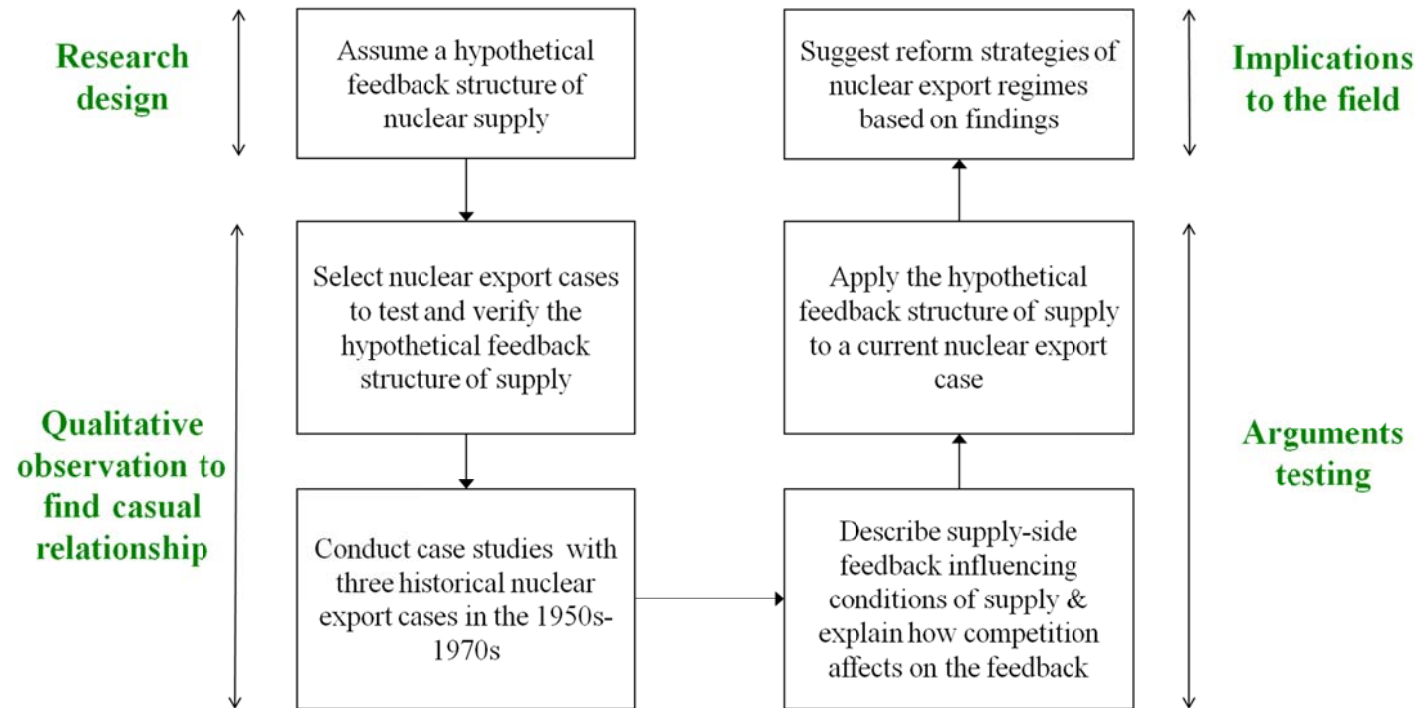 Research
design
Assume a hypothetical
feedback structure of
nuclear supply
Qualitative
observation to
find casual
relationship
Select nuclear export cases
to test and verify the
hypothetical feedback
structure of supply
Conduct case studies with
three historical nuclear
export cases in the 1950s-
1970s
Describe supply-side
feedback influencing
conditions of supply &
explain how competition
affects on the feedback
Apply the hypothetical
feedback structure of supply
to a current nuclear export
case
Arguments
testing
Suggest reform strategies of
nuclear export regimes
based on findings
Implications
to the field